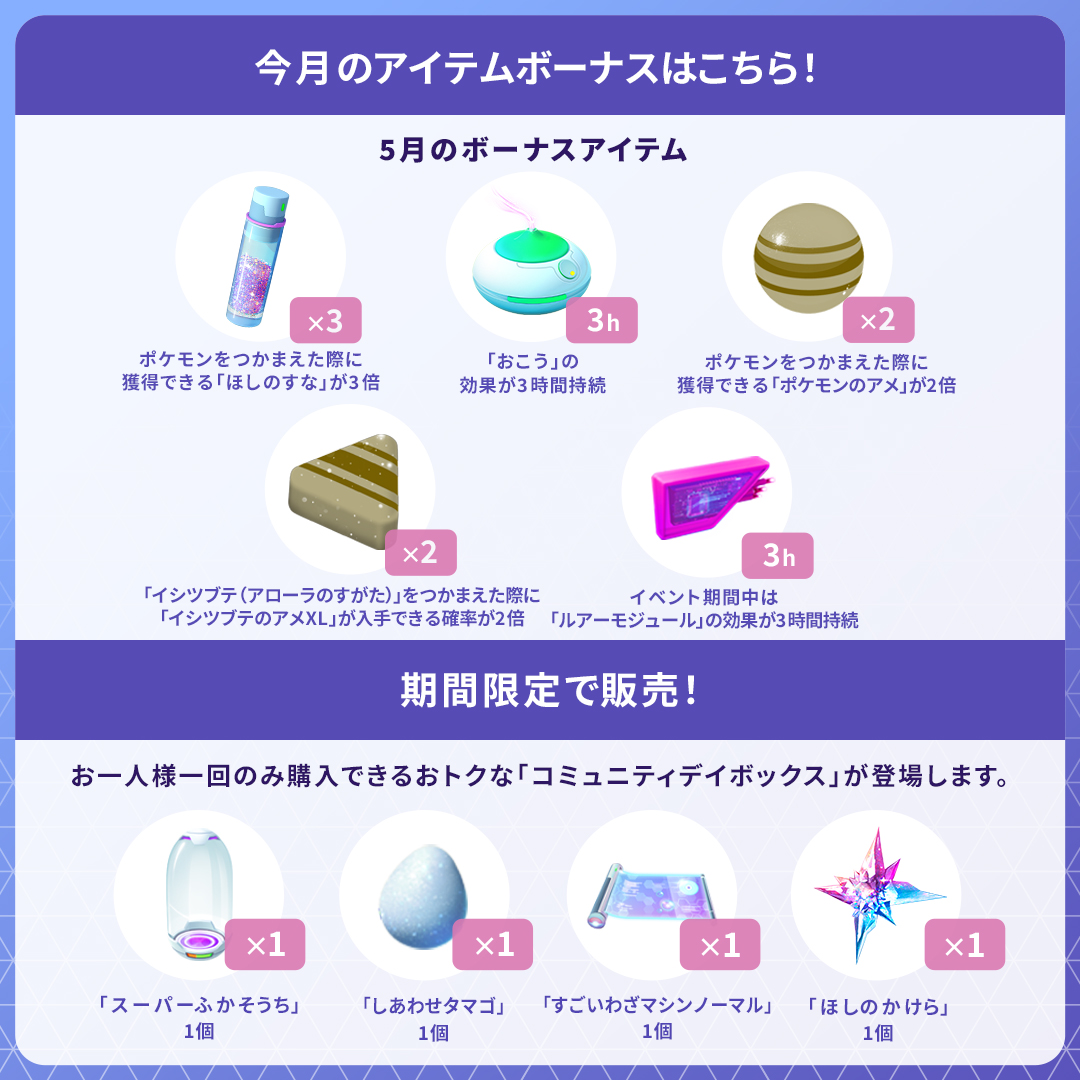 今月のアイテムボーナスはこちら！
5月のボーナスアイテム
×3
3h
×2
ポケモンをつかまえた際に
獲得できる「ほしのすな」が3倍
「おこう」の
効果が3時間持続
ポケモンをつかまえた際に
獲得できる「ポケモンのアメ」が2倍
×2
3h
「イシツブテ（アローラのすがた）」をつかまえた際に
「イシツブテのアメXL」が入手できる確率が2倍
イベント期間中は
「ルアーモジュール」の効果が3時間持続
期間限定で販売！
お一人様一回のみ購入できるおトクな「コミュニティデイボックス」が登場します。
×1
×1
×1
×1
「スーパーふかそうち」
1個
「しあわせタマゴ」
1個
「すごいわざマシンノーマル」
1個
「ほしのかけら」
1個